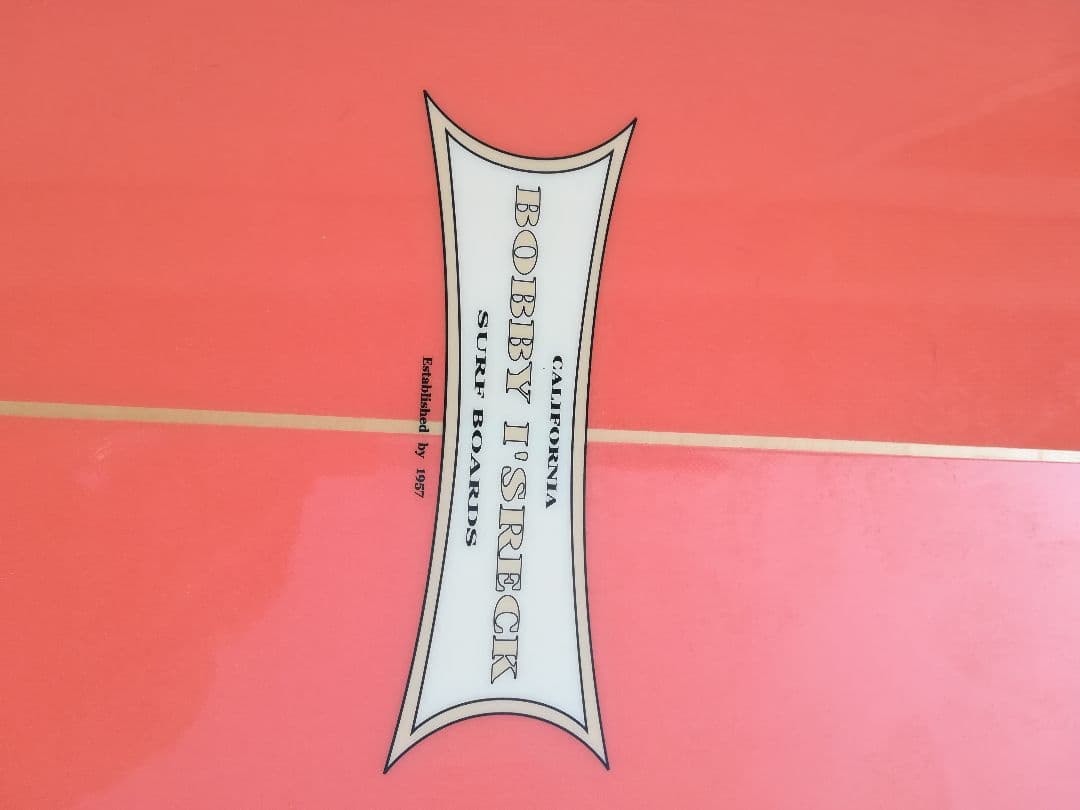 CALIFORNIA
BOBBY I'SRECK
SURF BOARDS
Established by 1957